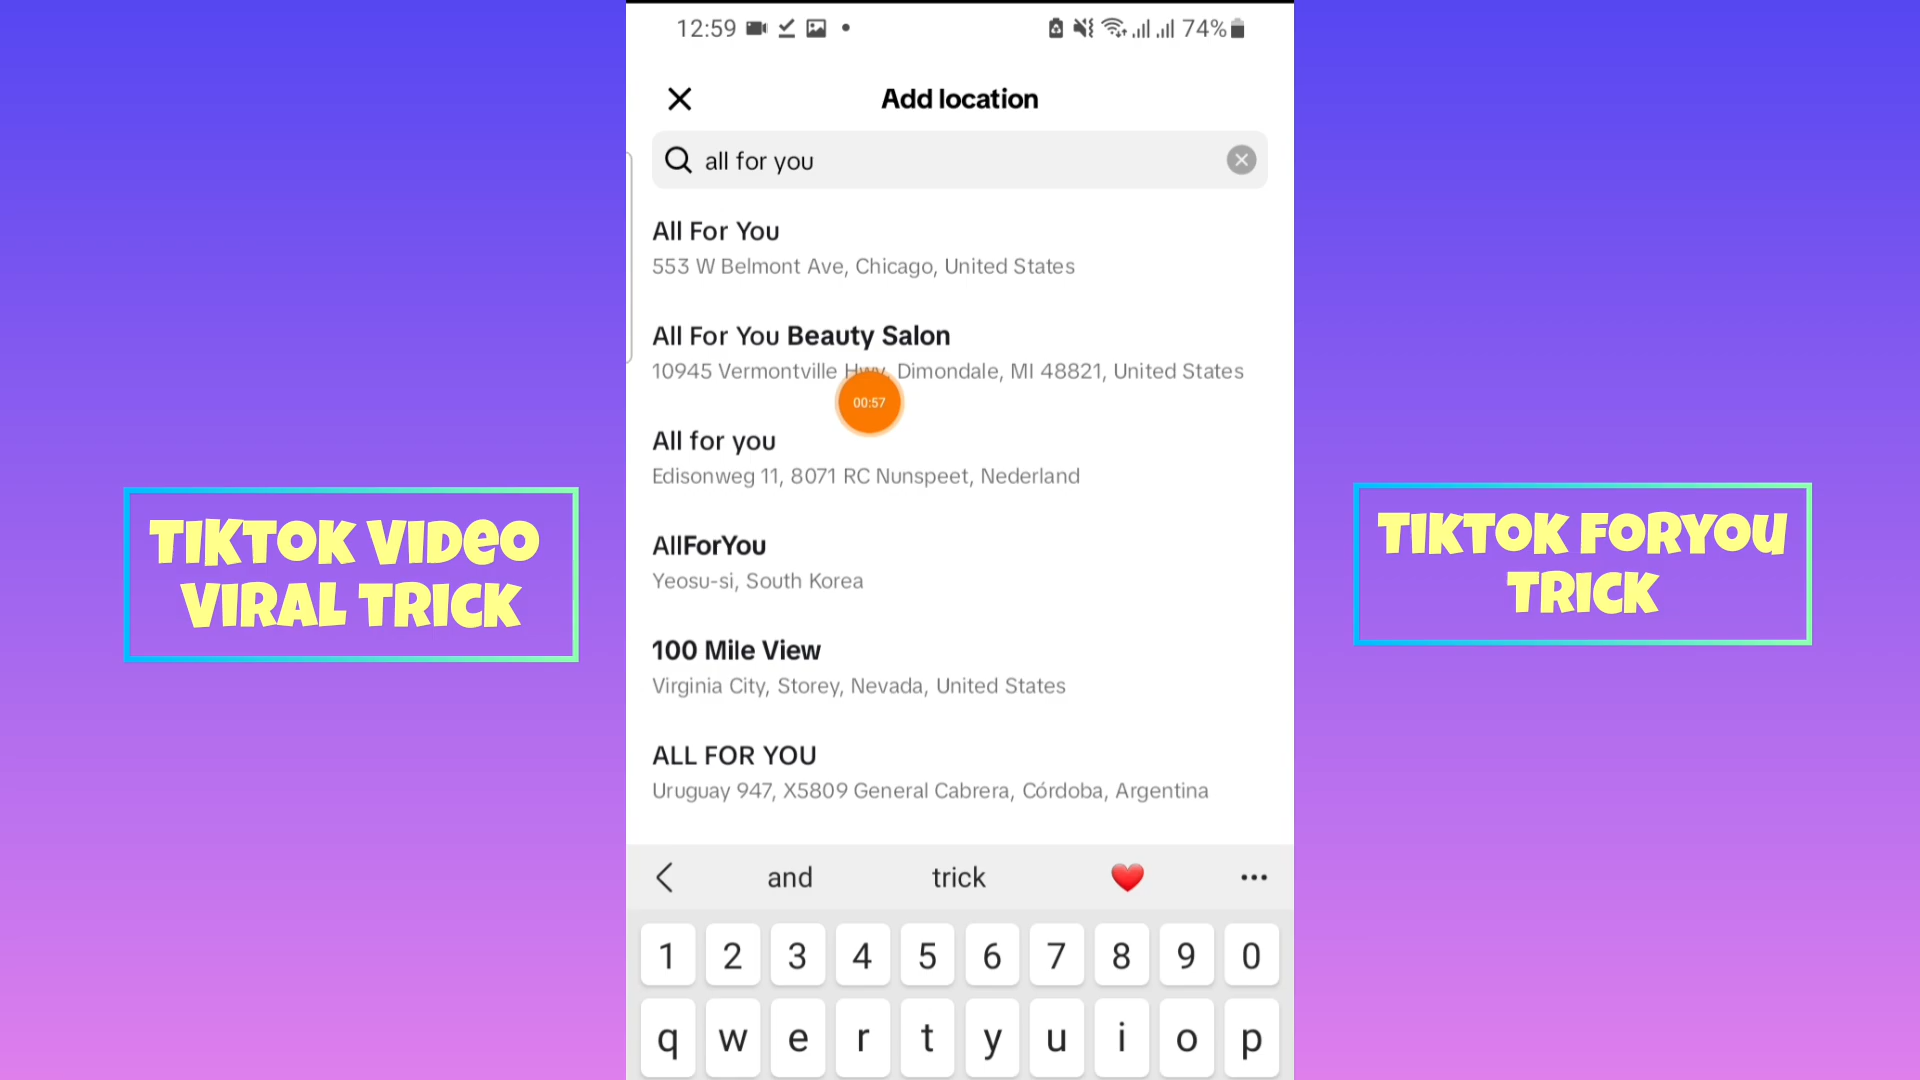 12:59
74%
Add location
all for you
All For You
553 W Belmont Ave, Chicago, United States
All For You Beauty Salon
10945 Vermontville Hwy, Dimondale, MI 48821, United States
00:57
All for you
Edisonweg 11, 8071 RC Nunspeet, Nederland
AllForYou
Yeosu-si, South Korea
100 Mile View
Virginia City, Storey, Nevada, United States
ALL FOR YOU
Uruguay 947, X5809 General Cabrera, Córdoba, Argentina
and trick
1 2 3 4 5 6 7 8 9 0
q w e r t y u i o p
TIKTOK VIDEO
VIRAL TRICK
TIKTOK FORYOU
TRICK